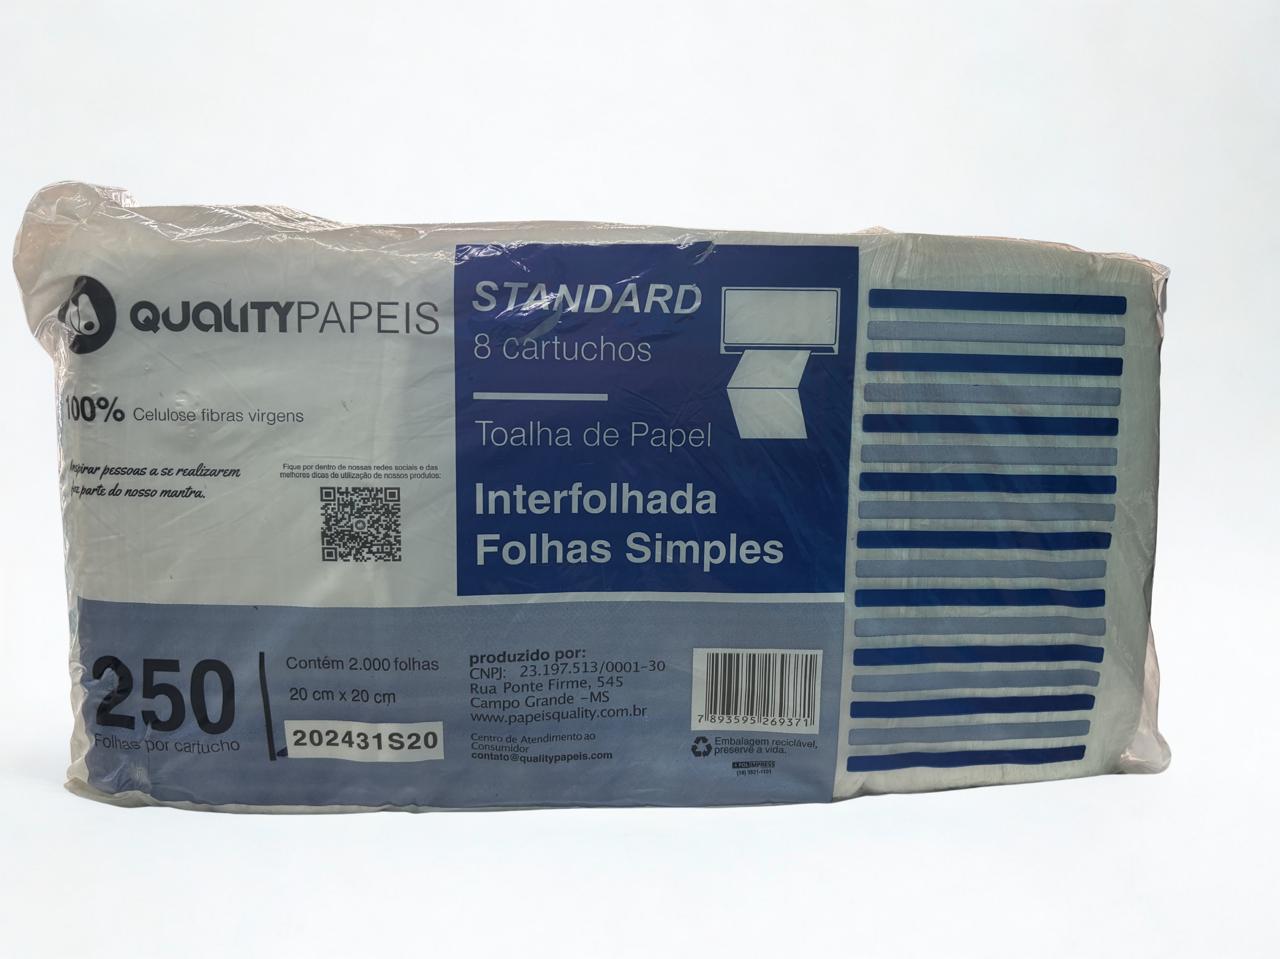 QUALITYPAPEIS
100% Celulose fibras virgens
Inspirar pessoas a se realizarem
faz parte do nosso mantra.
Fique por dentro de nossas redes sociais e das
melhores dicas de utilização de nossos produtos:
STANDARD
8 cartuchos
Toalha de Papel
Interfolhada
Folhas Simples
250
Folhas por cartucho
Contém 2.000 folhas
20 cm x 20 cm
202431S20
produzido por:
CNPJ: 23.197.513/0001-30
Rua Ponte Firme, 545
Campo Grande -MS
www.papeisquality.com.br
Centro de Atendimento ao
Consumidor
contato@qualitypapeis.com
7 893595 269371
Embalagem reciclável,
preserve a vida.
FOLIMPRESS
(18) 3521-1101